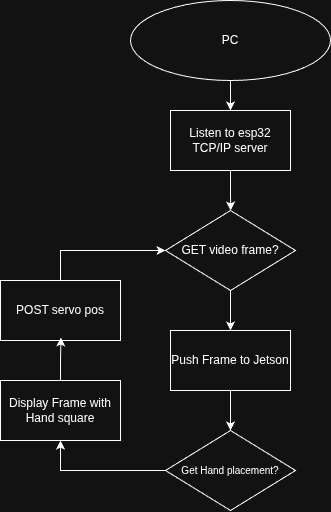 PC
Listen to esp32
TCP/IP server
GET video frame?
POST servo pos
Push Frame to Jetson
Display Frame with
Hand square
Get Hand placement?